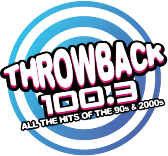 THROWBACK
100!3
ALL THE HITS OF THE 90s & 2000s